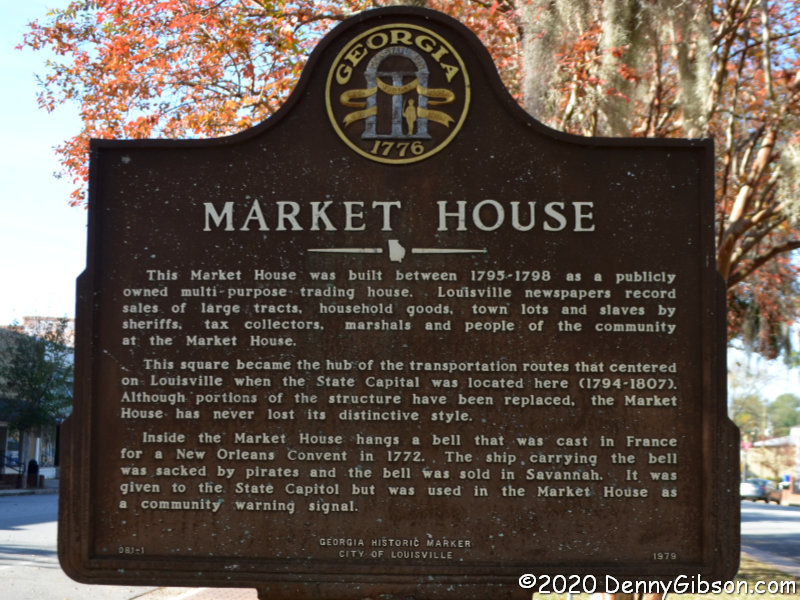 GEORGIA
1776
MARKET HOUSE
This Market House was built between 1795-1798 as a publicly
owned multi-purpose trading house. Louisville newspapers record
sales of large tracts, household goods, town lots and slaves by
sheriffs, tax collectors, marshals and people of the community
at the Market House.
This square became the hub of the transportation routes that centered
on Louisville when the State Capital was located here (1794-1807).
Although portions of the structure have been replaced, the Market
House has never lost its distinctive style.
Inside the Market House hangs a bell that was cast in France
for a New Orleans Convent in 1772. The ship carrying the bell
was sacked by pirates and the bell was sold in Savannah. It was
given to the State Capitol but was used in the Market House as
a community warning signal.
GEORGIA HISTORIC MARKER
CITY OF LOUISVILLE
081-1
1979
©2020 DennyGibson.com